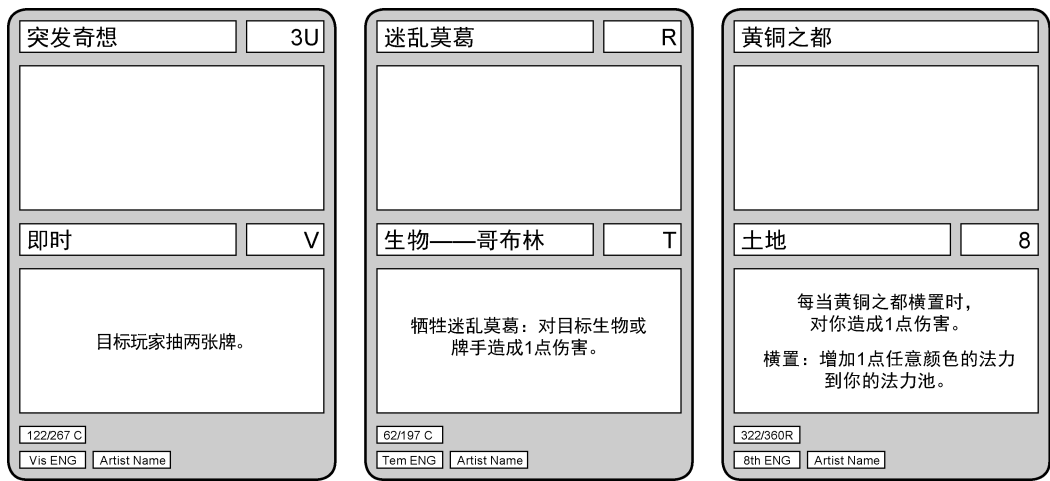 突发奇想 3U
即时 V
目标玩家抽两张牌。
122/267 C
Vis ENG Artist Name
迷乱莫葛 R
生物——哥布林 T
牺牲迷乱莫葛：对目标生物或
牌手造成1点伤害。
62/197 C
Tem ENG Artist Name
黄铜之都
土地 8
每当黄铜之都横置时，
对你造成1点伤害。
横置：增加1点任意颜色的法力
到你的法力池。
322/360R
8th ENG Artist Name